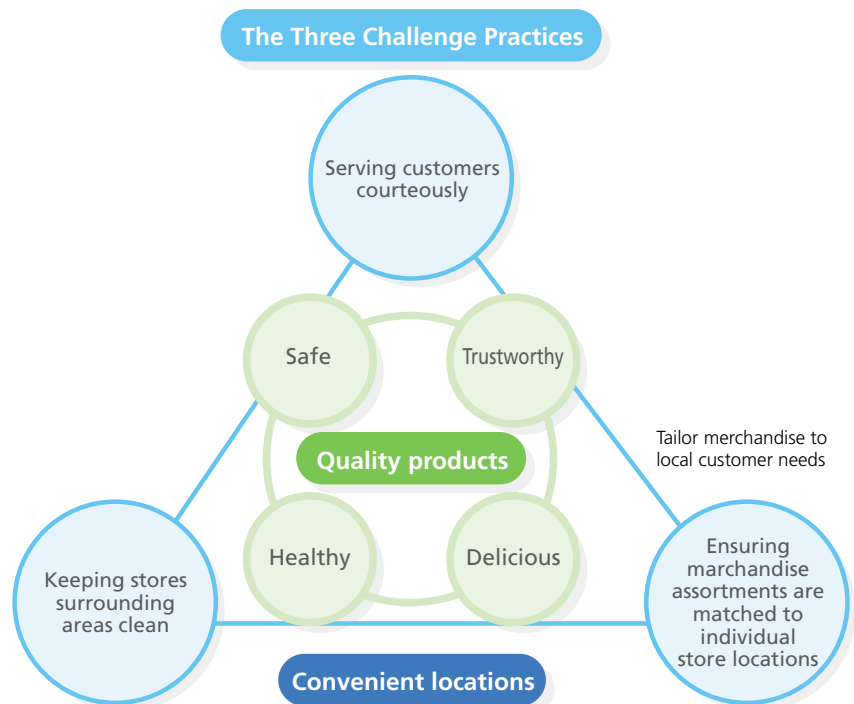 The Three Challenge Practices
Serving customers
courteously
Safe
Trustworthy
Quality products
Tailor merchandise to
local customer needs
Healthy
Delicious
Keeping stores
surrounding
areas clean
Ensuring
marchandise
assortments are
matched to
individual
store locations
Convenient locations